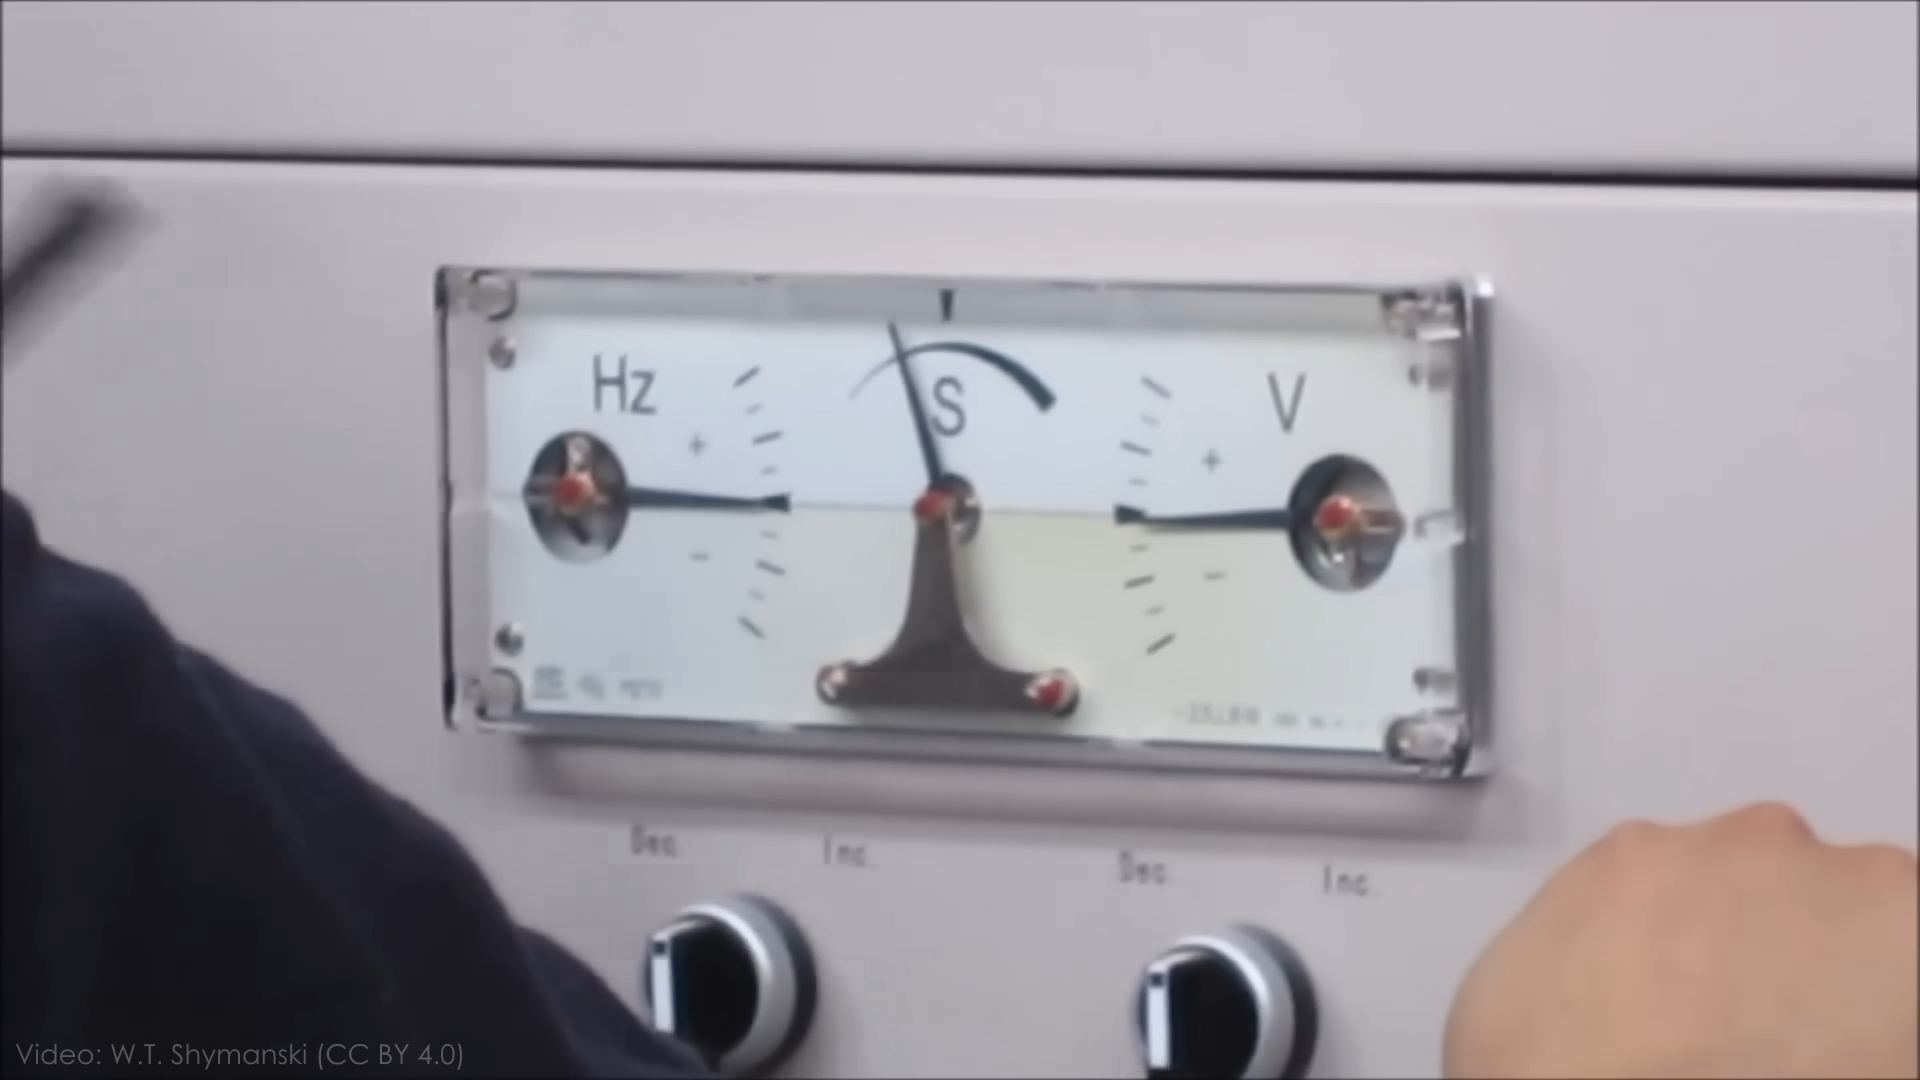 Hz
S
V
+
+
-
-
Dec.
Inc.
Dec.
Inc.
Video: W.T. Shymanski (CC BY 4.0)